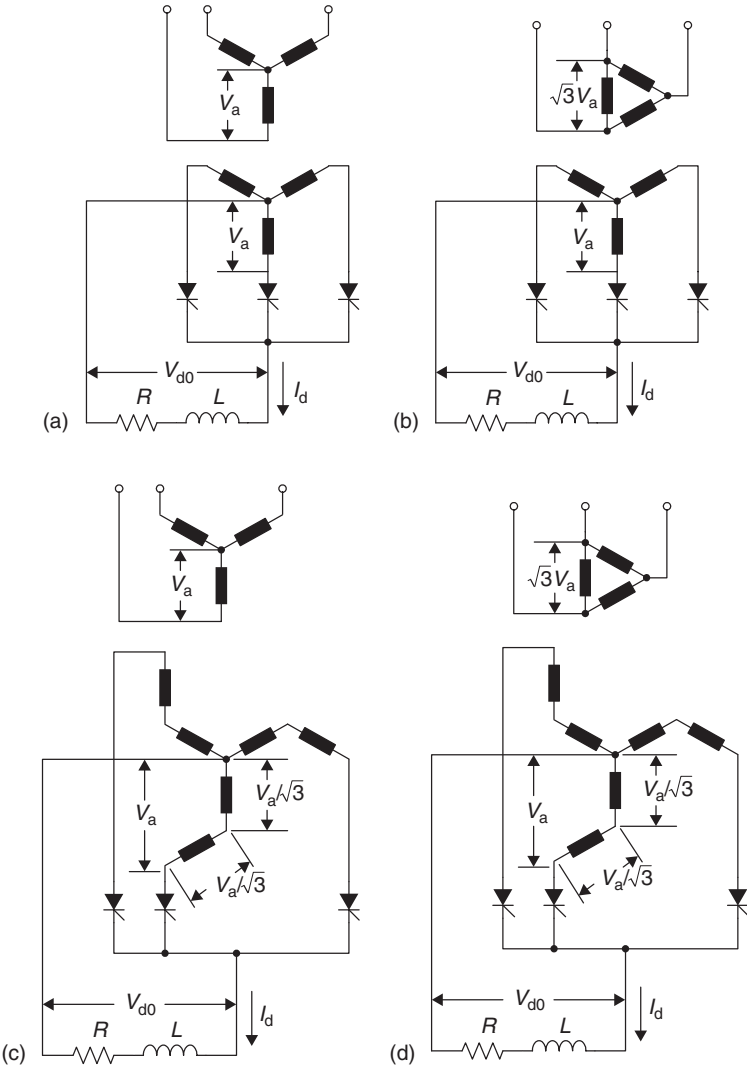 Va
Va
Vd0
Id
R
L
(a)
√3Va
Va
Vd0
Id
R
L
(b)
Va
Va
Va/√3
Va/√3
Vd0
Id
R
L
(c)
√3Va
Va
Va/√3
Va/√3
Vd0
Id
R
L
(d)